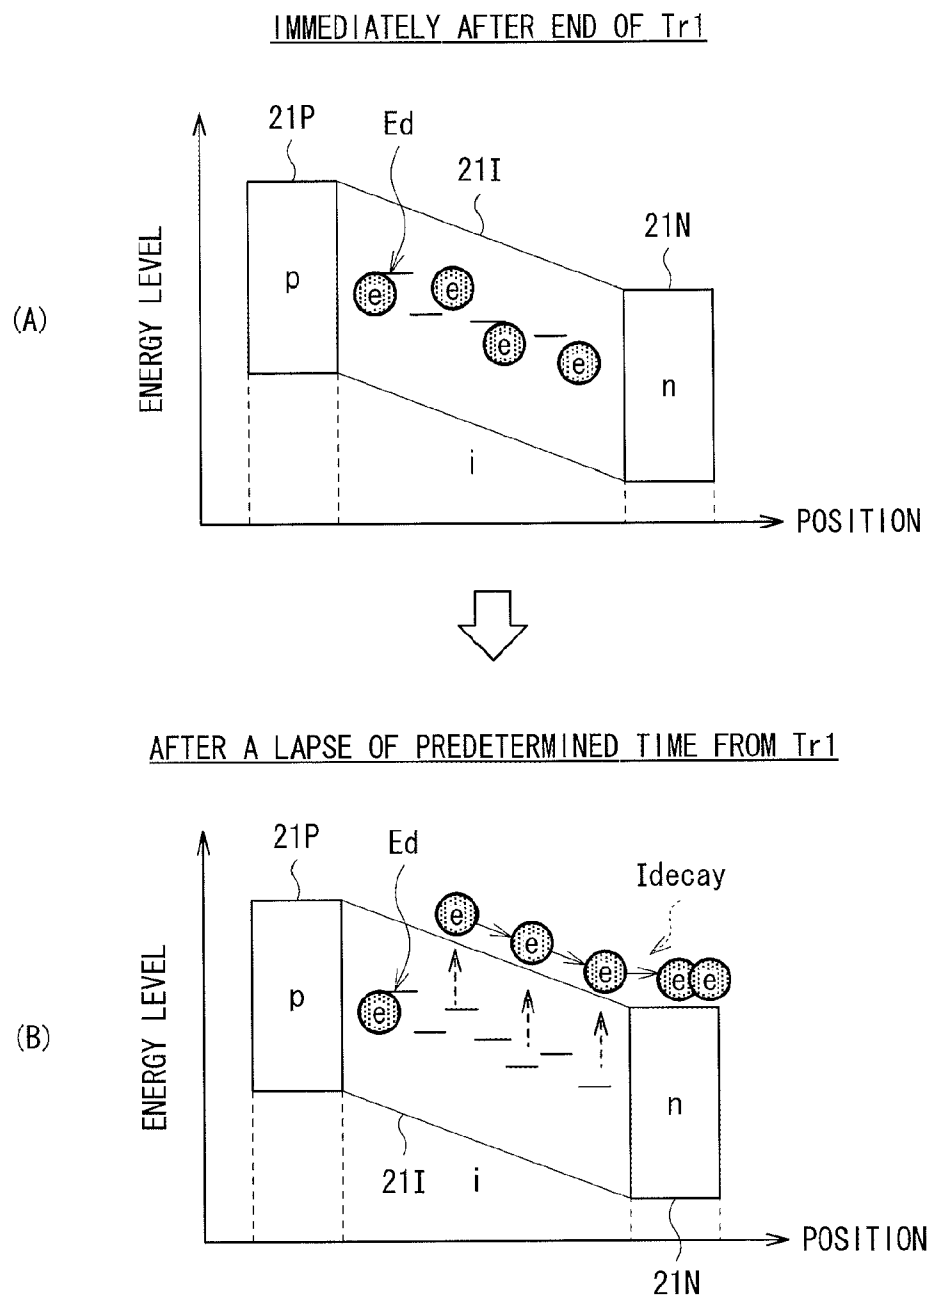 IMMEDIATELY AFTER END OF Tr1
21P
Ed
21I
21N
ENERGY LEVEL
(A)
p
e
e
e
e
n
i
POSITION
AFTER A LAPSE OF PREDETERMINED TIME FROM Tr1
21P
Ed
Idecay
ENERGY LEVEL
(B)
p
e
e
e
e
e
e
n
21I
i
POSITION
21N